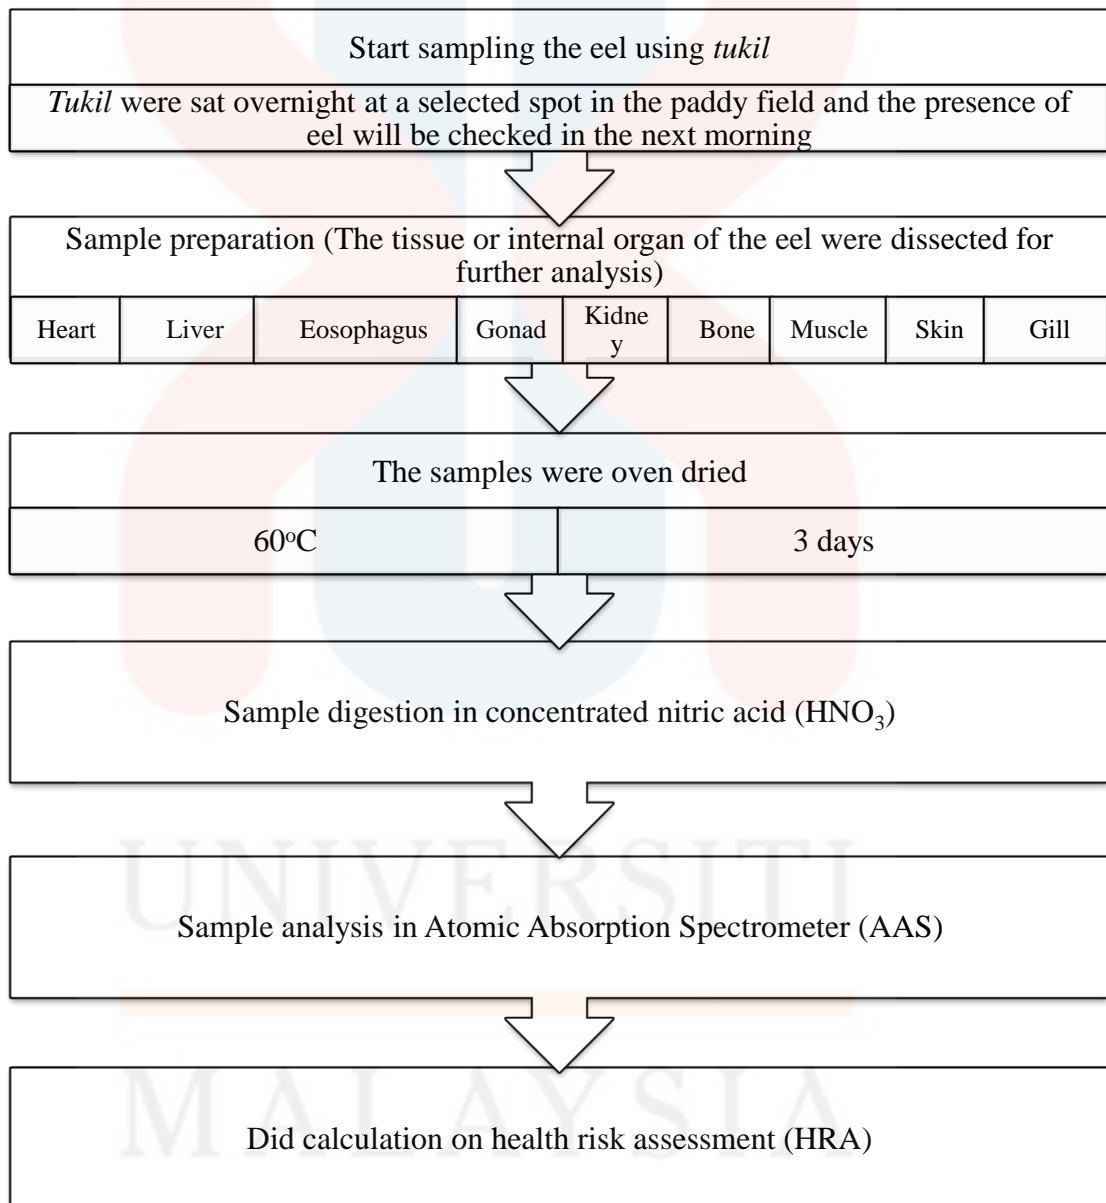 Start sampling the eel using tukil
Tukil were sat overnight at a selected spot in the paddy field and the presence of
eel will be checked in the next morning
Sample preparation (The tissue or internal organ of the eel were dissected for
further analysis)
Heart Liver Eosophagus Gonad Kidne
y Bone Muscle Skin Gill
The samples were oven dried
60°C 3 days
Sample digestion in concentrated nitric acid (HNO₃)
UNIVERSITI
Sample analysis in Atomic Absorption Spectrometer (AAS)
MALAYSIA
Did calculation on health risk assessment (HRA)